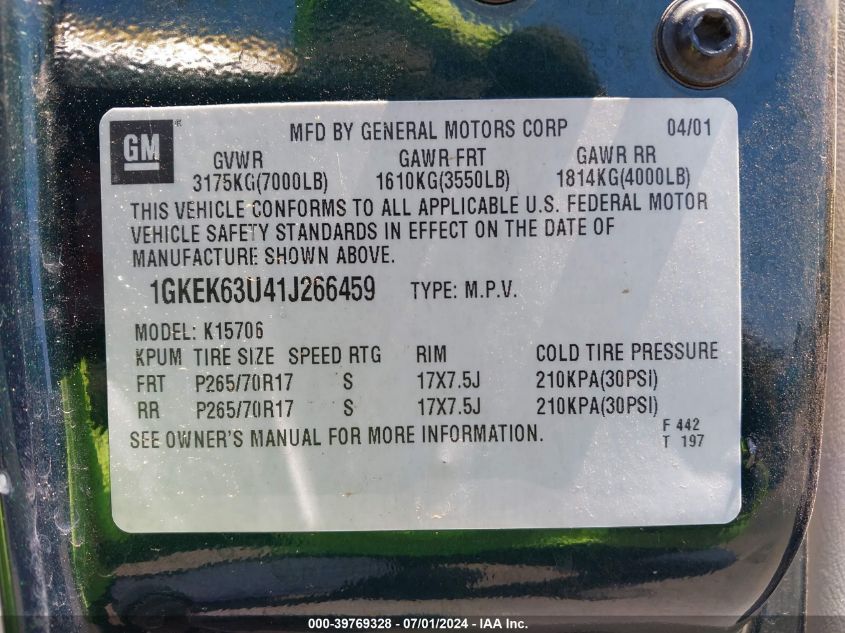 GM
MFD BY GENERAL MOTORS CORP 04/01
GVWR GAWR FRT GAWR RR
3175KG(7000LB) 1610KG(3550LB) 1814KG(4000LB)
THIS VEHICLE CONFORMS TO ALL APPLICABLE U.S. FEDERAL MOTOR
VEHICLE SAFETY STANDARDS IN EFFECT ON THE DATE OF
MANUFACTURE SHOWN ABOVE.
1GKEK63U41J266459 TYPE: M.P.V.
MODEL: K15706
KPUM TIRE SIZE SPEED RTG RIM COLD TIRE PRESSURE
FRT P265/70R17 S 17X7.5J 210KPA(30PSI)
RR P265/70R17 S 17X7.5J 210KPA(30PSI)
SEE OWNER'S MANUAL FOR MORE INFORMATION.
F 442
T 197
000-39769328 - 07/01/2024 - IAA Inc.